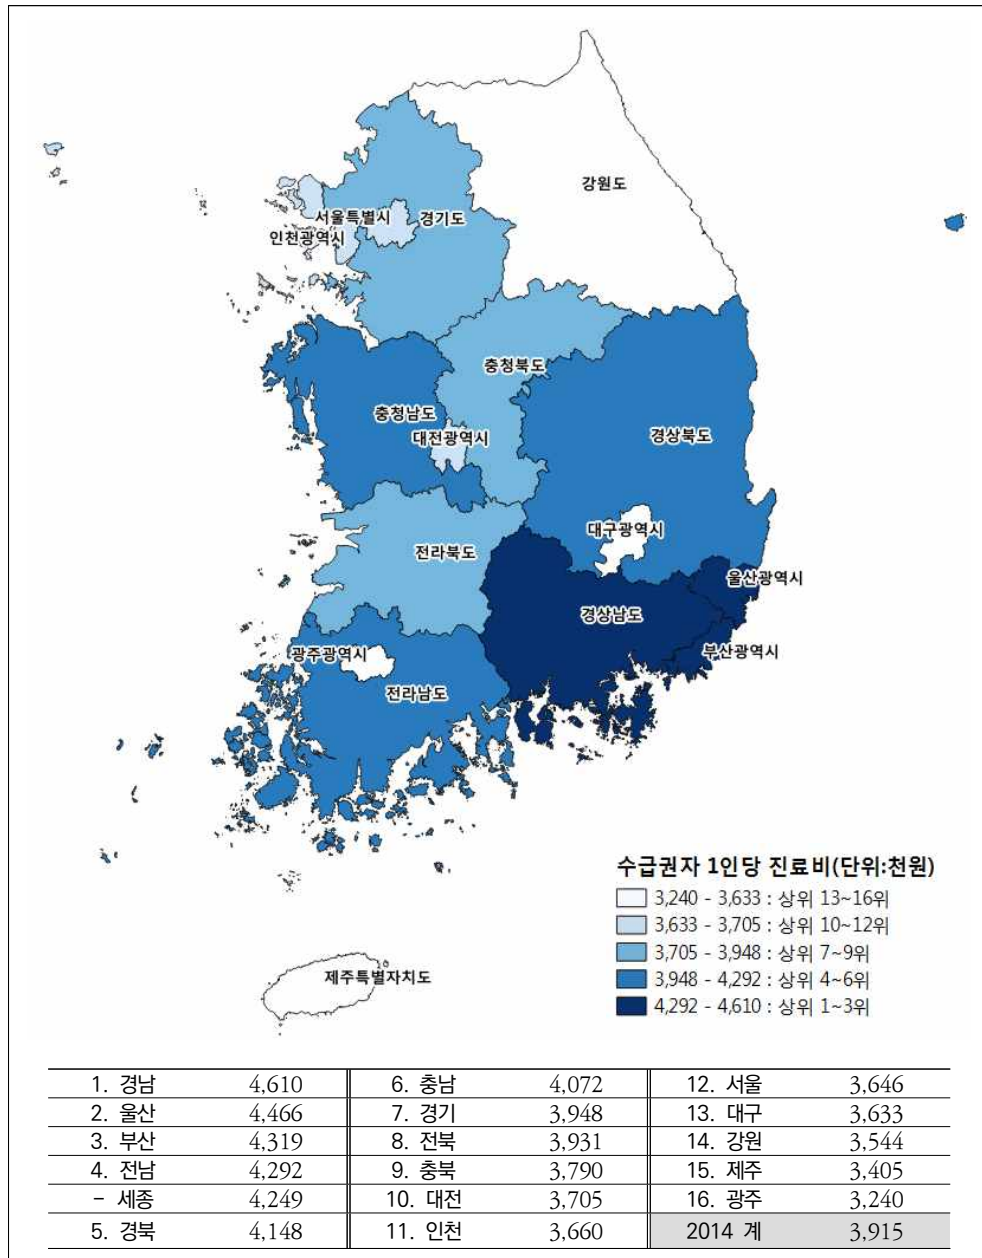 강원도
서울특별시
경기도
인천광역시
충청북도
충청남도
대전광역시
경상북도
대구광역시
전라북도
울산광역시
경상남도
광주광역시
부산광역시
전라남도
제주특별자치도
수급권자 1인당 진료비(단위:천원)
3,240 - 3,633 : 상위 13~16위
3,633 - 3,705 : 상위 10~12위
3,705 - 3,948 : 상위 7~9위
3,948 - 4,292 : 상위 4~6위
4,292 - 4,610 : 상위 1~3위
1. 경남 4,610 6. 충남 4,072 12. 서울 3,646
2. 울산 4,466 7. 경기 3,948 13. 대구 3,633
3. 부산 4,319 8. 전북 3,931 14. 강원 3,544
4. 전남 4,292 9. 충북 3,790 15. 제주 3,405
- 세종 4,249 10. 대전 3,705 16. 광주 3,240
5. 경북 4,148 11. 인천 3,660 2014 계 3,915